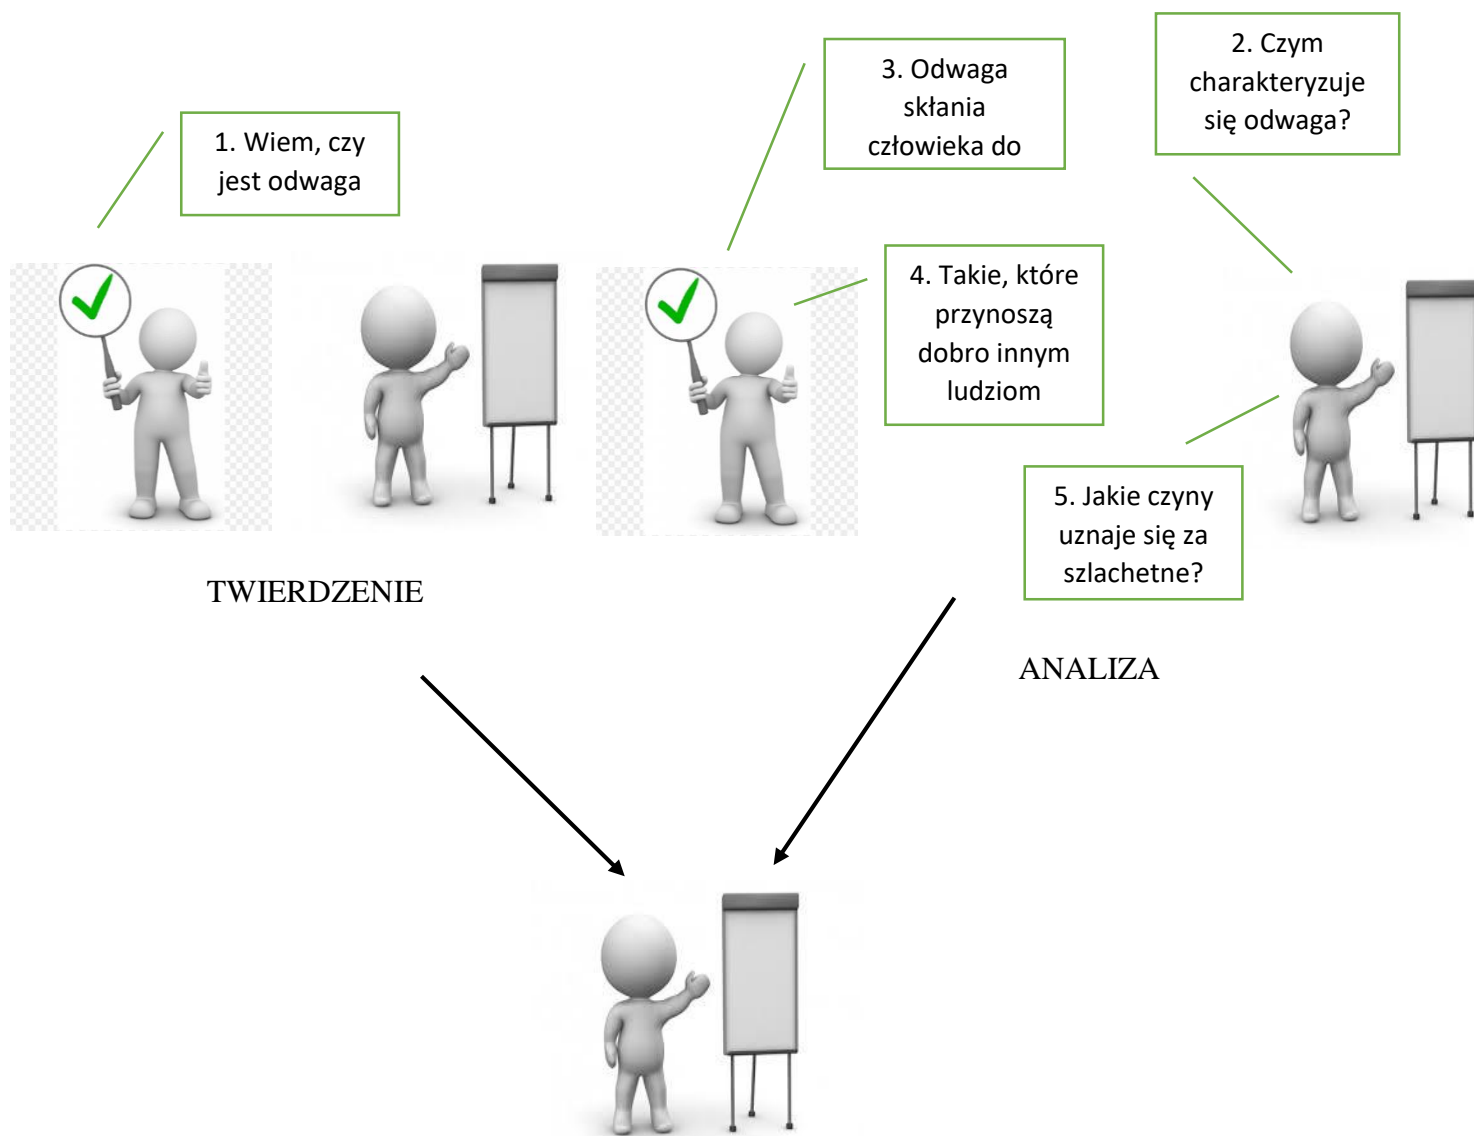 1. Wiem, czy
jest odwaga
3. Odwaga
skłania
człowieka do
2. Czym
charakteryzuje
się odwaga?
4. Takie, które
przynoszą
dobro innym
ludziom
5. Jakie czyny
uznaje się za
szlachetne?
TWIERDZENIE
ANALIZA